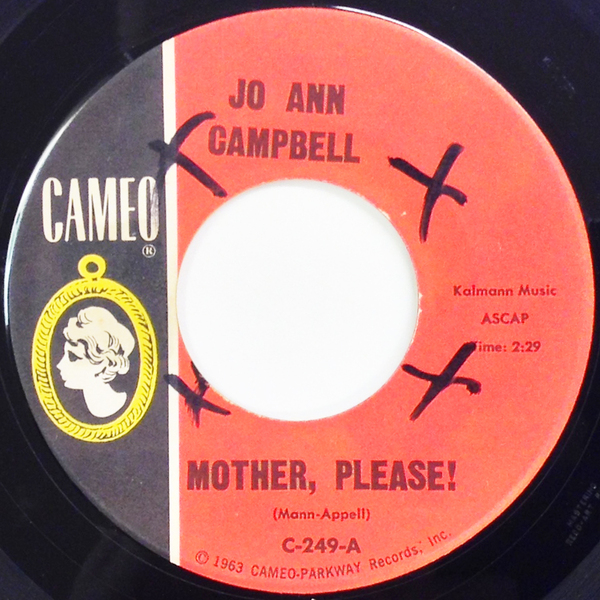 JO ANN
CAMPBELL
CAMEO
®
Kalmann Music
ASCAP
Time: 2:29
MOTHER, PLEASE!
(Mann-Appell)
C-249-A
© 1963 CAMEO-PARKWAY Records, Inc.